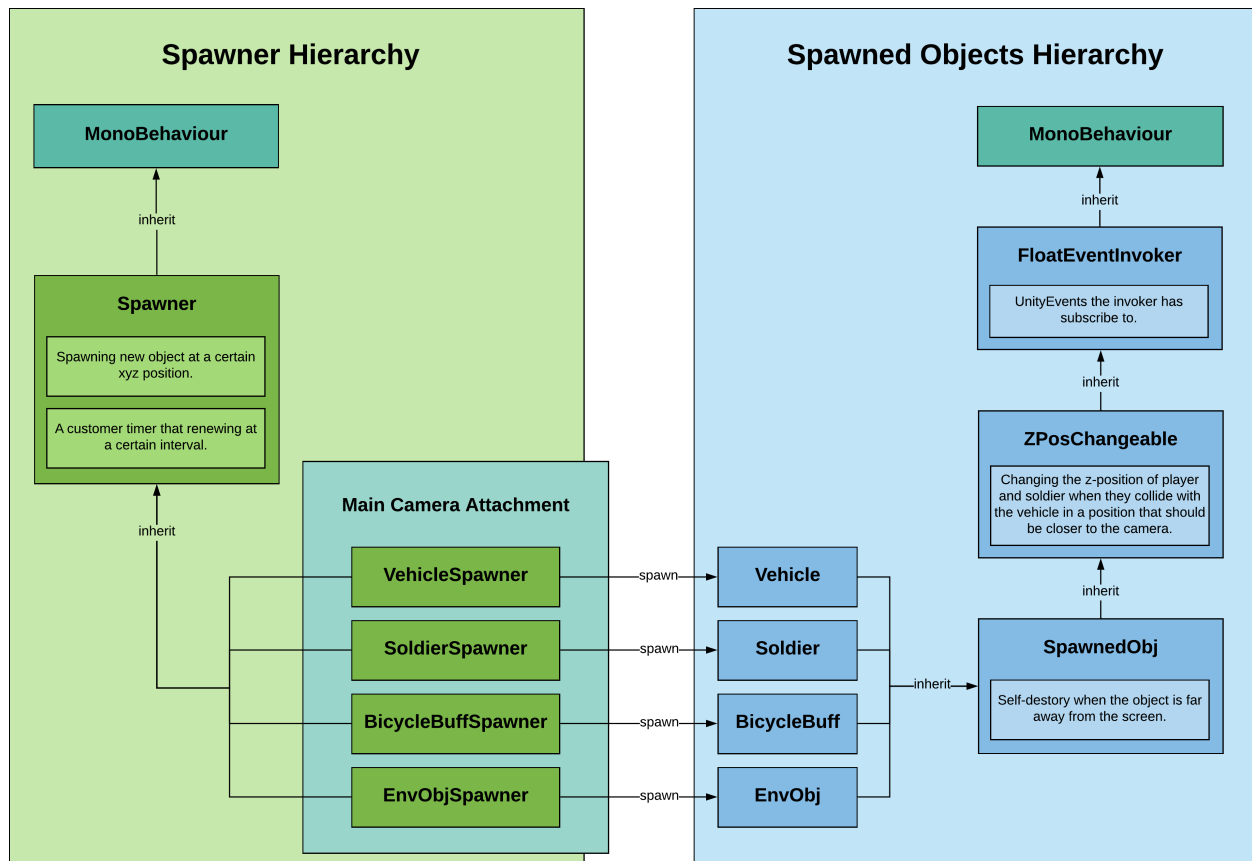 Spawner Hierarchy
MonoBehaviour
inherit
Spawner
Spawning new object at a certain
xyz position.
A customer timer that renewing at
a certain interval.
inherit
Main Camera Attachment
VehicleSpawner
SoldierSpawner
BicycleBuffSpawner
EnvObjSpawner
spawn
spawn
spawn
spawn
Spawned Objects Hierarchy
MonoBehaviour
inherit
FloatEventInvoker
UnityEvents the invoker has
subscribe to.
inherit
ZPosChangeable
Changing the z-position of player
and soldier when they collide with
the vehicle in a position that should
be closer to the camera.
inherit
SpawnedObj
Self-destory when the object is far
away from the screen.
Vehicle
Soldier
BicycleBuff
EnvObj
inherit